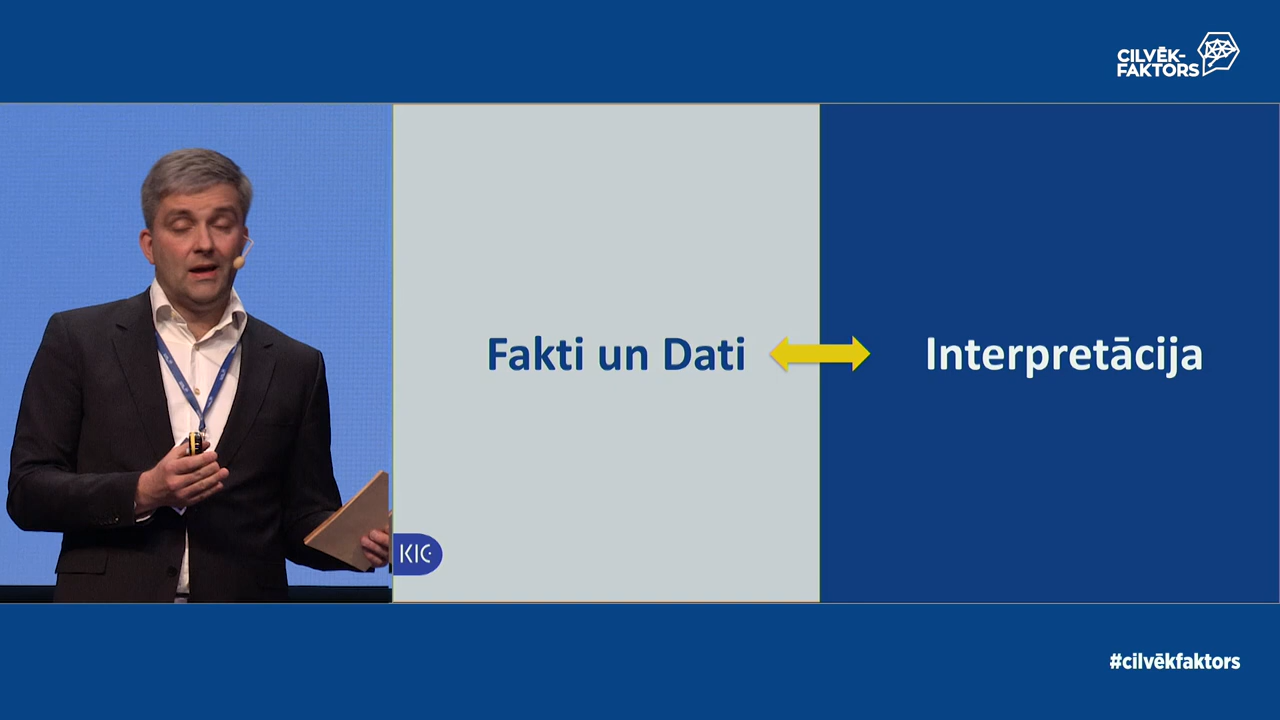 CILVĒK-
FAKTORS
Fakti un Dati
Interpretācija
KIC
#cilvēkfaktors